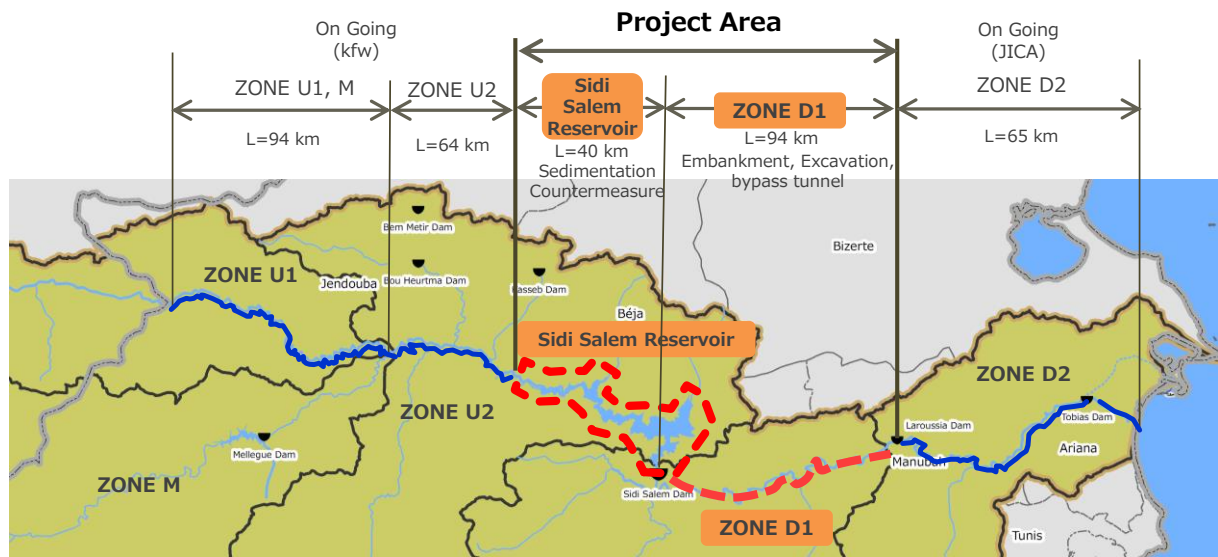 Project Area
On Going
(kfw)
On Going
(JICA)
ZONE U1, M
ZONE U2
Sidi
Salem
Reservoir
ZONE D1
ZONE D2
L=94 km
L=64 km
L=40 km
Sedimentation
Countermeasure
L=94 km
Embankment, Excavation,
bypass tunnel
L=65 km
Bem Metir Dam
Bizerte
ZONE U1
Jendouba
Bou Heurtma Dam
Kasseb Dam
Béja
Sidi Salem Reservoir
ZONE D2
ZONE U2
Laroussia Dam
Tobias Dam
Mellegue Dam
Manubah
Ariana
ZONE M
Sidi Salem Dam
ZONE D1
Tunis